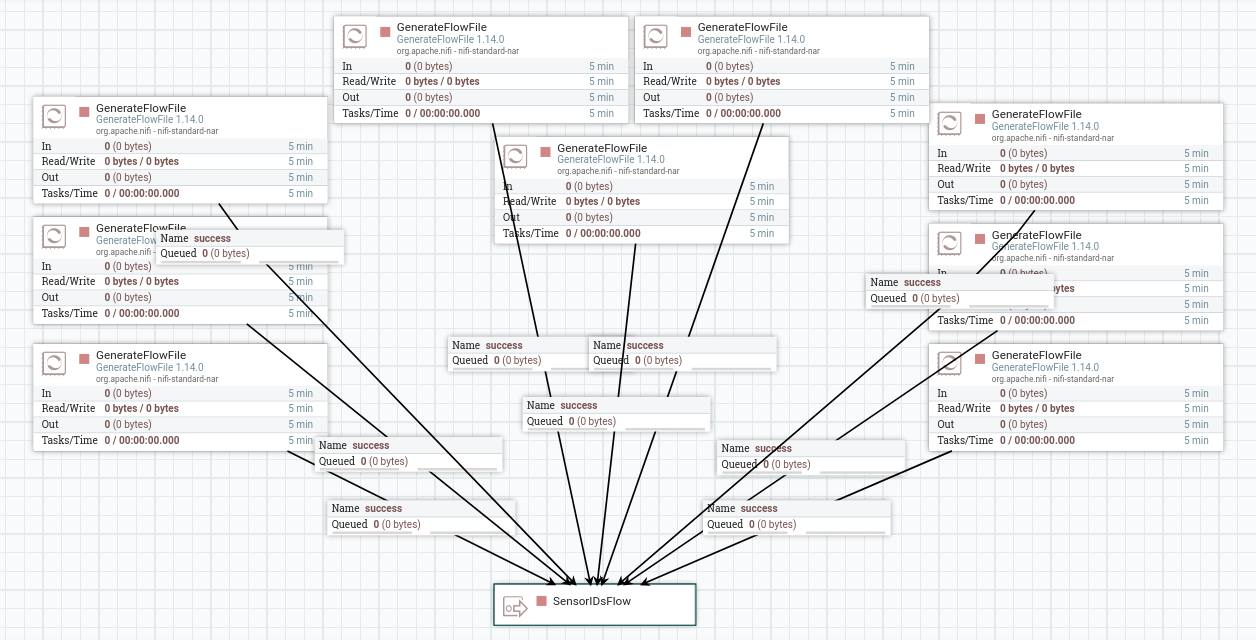 GenerateFlowFile
GenerateFlowFile 1.14.0
org.apache.nifi - nifi-standard-nar
In 0 (0 bytes) 5 min
Read/Write 0 bytes / 0 bytes 5 min
Out 0 (0 bytes) 5 min
Tasks/Time 0 / 00:00:00.000 5 min
GenerateFlowFile
GenerateFlowFile 1.14.0
org.apache.nifi - nifi-standard-nar
In 0 (0 bytes) 5 min
Read/Write 0 bytes / 0 bytes 5 min
Out 0 (0 bytes) 5 min
Tasks/Time 0 / 00:00:00.000 5 min
GenerateFlowFile
GenerateFlowFile 1.14.0
org.apache.nifi - nifi-standard-nar
In 0 (0 bytes) 5 min
Read/Write 0 bytes / 0 bytes 5 min
Out 0 (0 bytes) 5 min
Tasks/Time 0 / 00:00:00.000 5 min
GenerateFlowFile
GenerateFlowFile 1.14.0
org.apache.nifi - nifi-standard-nar
In 0 (0 bytes) 5 min
Read/Write 0 bytes / 0 bytes 5 min
Out 0 (0 bytes) 5 min
Tasks/Time 0 / 00:00:00.000 5 min
GenerateFlowFile
GenerateFlowFile 1.14.0
org.apache.nifi - nifi-standard-nar
In 0 (0 bytes) 5 min
Read/Write 0 bytes / 0 bytes 5 min
Out 0 (0 bytes) 5 min
Tasks/Time 0 / 00:00:00.000 5 min
GenerateFlowFile
Name success
Queued 0 (0 bytes)
In 0 (0 bytes) 5 min
Read/Write 0 bytes / 0 bytes 5 min
Out 0 (0 bytes) 5 min
Tasks/Time 0 / 00:00:00.000 5 min
GenerateFlowFile
GenerateFlowFile 1.14.0
org.apache.nifi - nifi-standard-nar
Name success
Queued 0 (0 bytes)
5 min
bytes 5 min
5 min
Tasks/Time 0 / 00:00:00.000 5 min
GenerateFlowFile
GenerateFlowFile 1.14.0
org.apache.nifi - nifi-standard-nar
In 0 (0 bytes) 5 min
Read/Write 0 bytes / 0 bytes 5 min
Out 0 (0 bytes) 5 min
Tasks/Time 0 / 00:00:00.000 5 min
GenerateFlowFile
GenerateFlowFile 1.14.0
org.apache.nifi - nifi-standard-nar
In 0 (0 bytes) 5 min
Read/Write 0 bytes / 0 bytes 5 min
Out 0 (0 bytes) 5 min
Tasks/Time 0 / 00:00:00.000 5 min
Name success
Queued 0 (0 bytes)
Name success
Queued 0 (0 bytes)
Name success
Queued 0 (0 bytes)
Name success
Queued 0 (0 bytes)
Name success
Queued 0 (0 bytes)
Name success
Queued 0 (0 bytes)
Name success
Queued 0 (0 bytes)
SensorIDsFlow